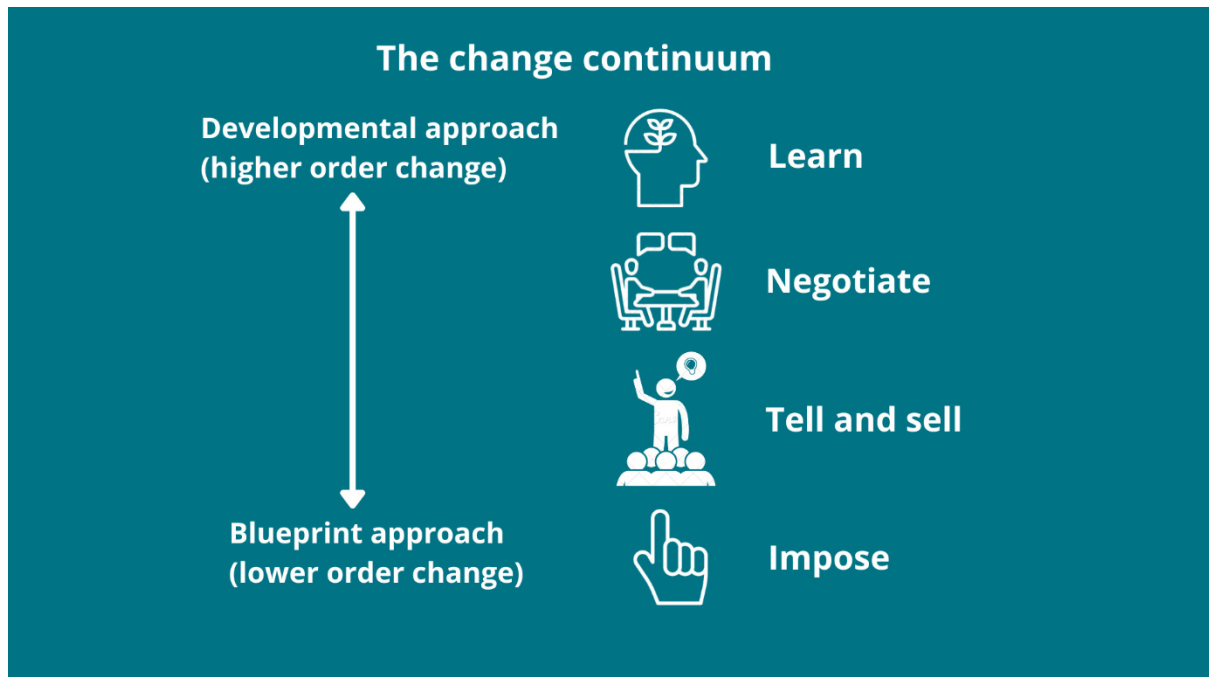 The change continuum
Developmental approach
(higher order change)
Learn
Negotiate
Tell and sell
Blueprint approach
(lower order change)
Impose